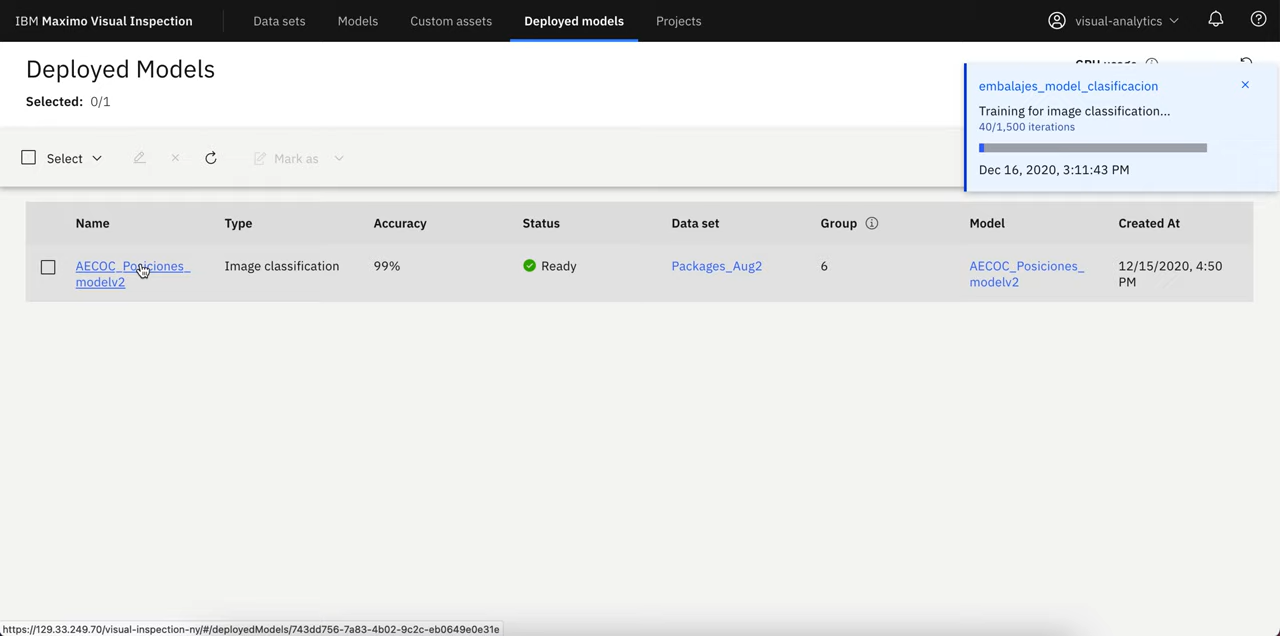 IBM Maximo Visual Inspection
Data sets
Models
Custom assets
Deployed models
Projects
visual-analytics
Deployed Models
Selected: 0/1
GPU usage
embalajes_model_clasificacion
Training for image classification...
40/1,500 iterations
Dec 16, 2020, 3:11:43 PM
Select
Mark as
Name
Type
Accuracy
Status
Data set
Group
Model
Created At
AECOC_Posiciones_
modelv2
Image classification
99%
Ready
Packages_Aug2
6
AECOC_Posiciones_
modelv2
12/15/2020, 4:50
PM
https://129.33.249.70/visual-inspection-ny/#/deployedModels/743dd756-7a83-4b02-9c2c-eb0649e0e31e